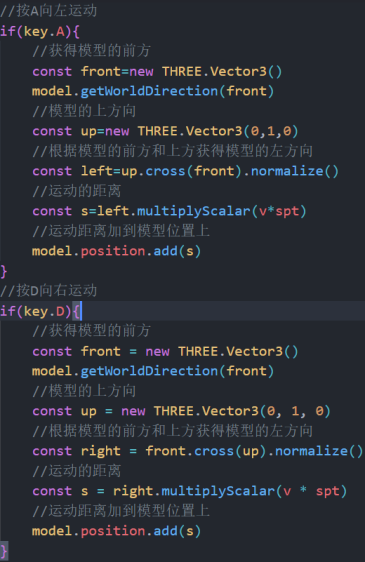 //按A向左运动
if(key.A){
//获得模型的前方
const front=new THREE.Vector3()
model.getWorldDirection(front)
//模型的上方向
const up=new THREE.Vector3(0,1,0)
//根据模型的前方和上方获得模型的左方向
const left=up.cross(front).normalize()
//运动的距离
const s=left.multiplyScalar(v*spt)
//运动距离加到模型位置上
model.position.add(s)
}
//按D向右运动
if(key.D){
//获得模型的前方
const front = new THREE.Vector3()
model.getWorldDirection(front)
//模型的上方向
const up = new THREE.Vector3(0, 1, 0)
//根据模型的前方和上方获得模型的左方向
const right = front.cross(up).normalize()
//运动的距离
const s = right.multiplyScalar(v * spt)
//运动距离加到模型位置上
model.position.add(s)
}